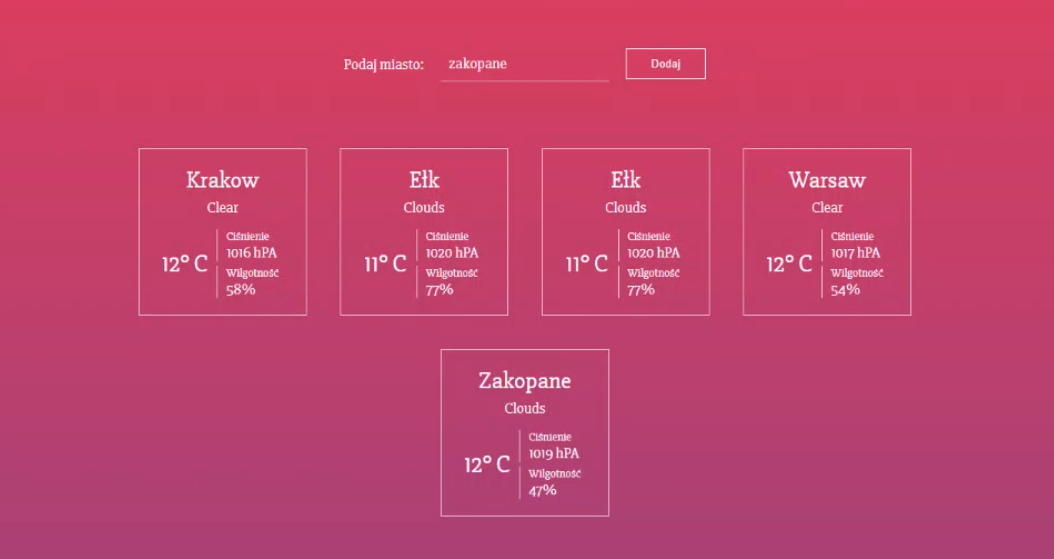 Podaj miasto: zakopane Dodaj
Krakow
Clear
12° C
Ciśnienie
1016 hPA
Wilgotność
58%
Ełk
Clouds
11° C
Ciśnienie
1020 hPA
Wilgotność
77%
Ełk
Clouds
11° C
Ciśnienie
1020 hPA
Wilgotność
77%
Warsaw
Clear
12° C
Ciśnienie
1017 hPA
Wilgotność
54%
Zakopane
Clouds
12° C
Ciśnienie
1019 hPA
Wilgotność
47%